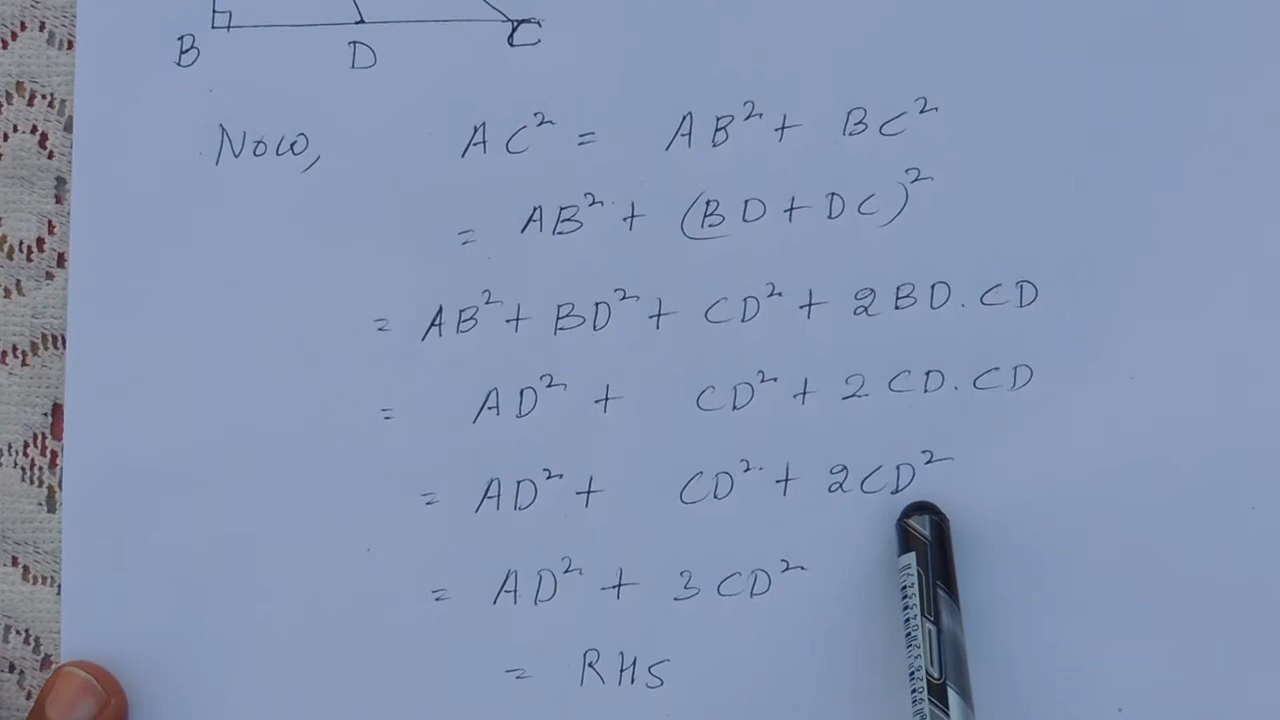 B D C
Now, AC² = AB² + BC²
= AB² + (BD + DC)²
= AB² + BD² + CD² + 2BD.CD
= AD² + CD² + 2CD.CD
= AD² + CD² + 2CD²
= AD² + 3CD²
= RHS